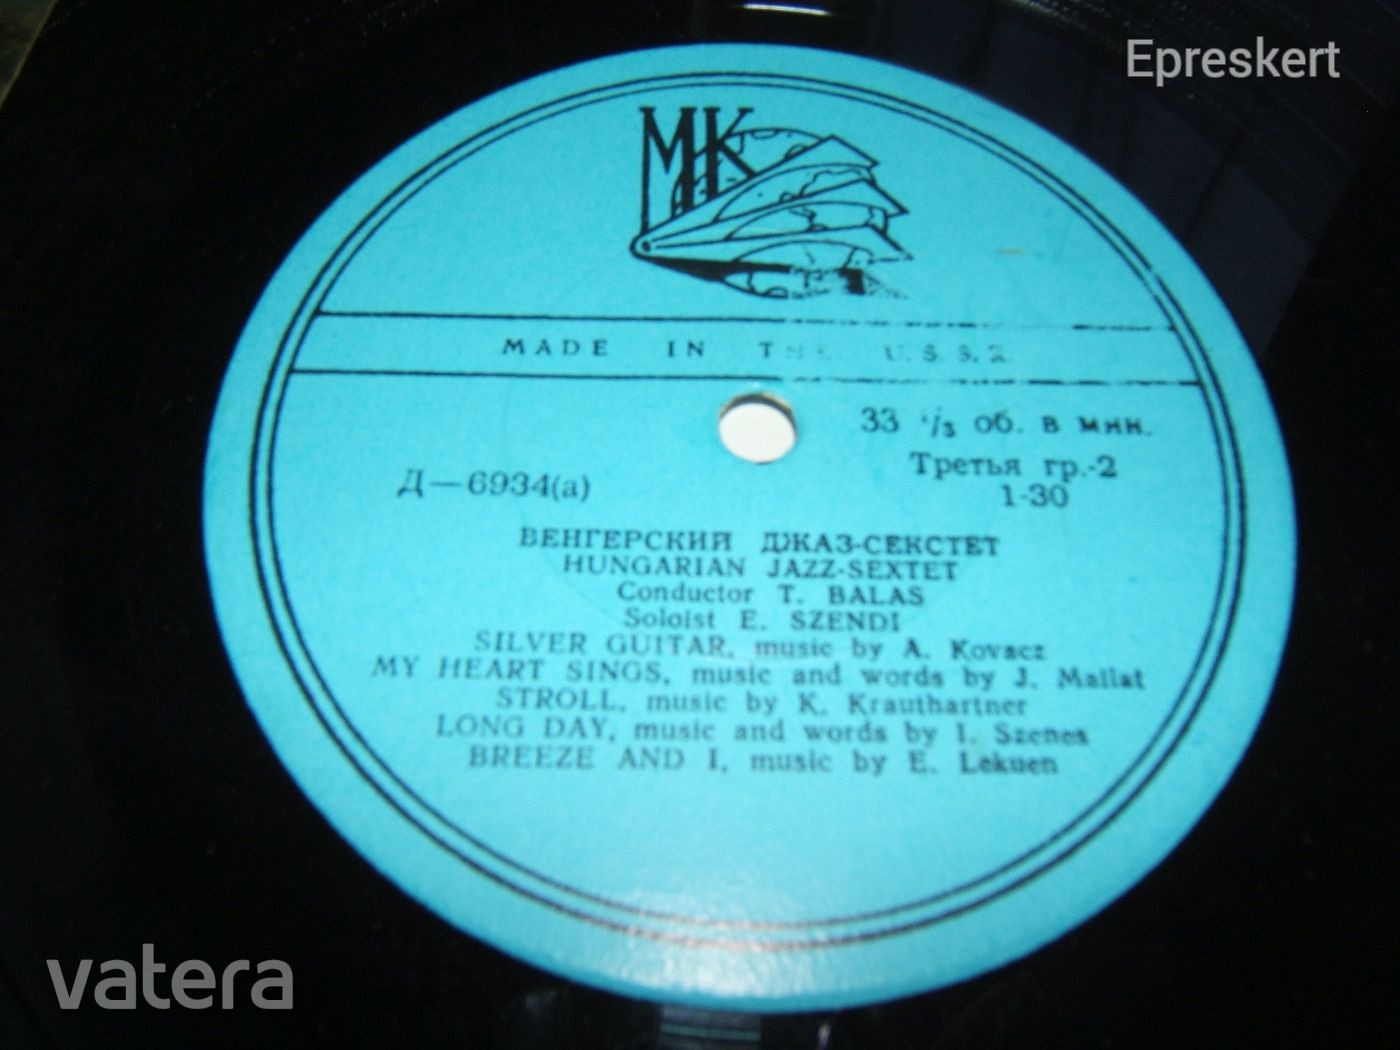 Epreskert
МК
MADE IN THE U.S.S.R.
33 ⅓ об. в мин.
Третья гр.-2
Д—6934(а)
1-30
ВЕНГЕРСКИЙ ДЖАЗ-СЕКСТЕТ
HUNGARIAN JAZZ-SEXTET
Conductor T. BALAS
Soloist E. SZENDI
SILVER GUITAR, music by A. Kovacz
MY HEART SINGS, music and words by J. Mallat
STROLL, music by K. Krauthartner
LONG DAY, music and words by I. Szenes
BREEZE AND I, music by E. Lekuen
vatera